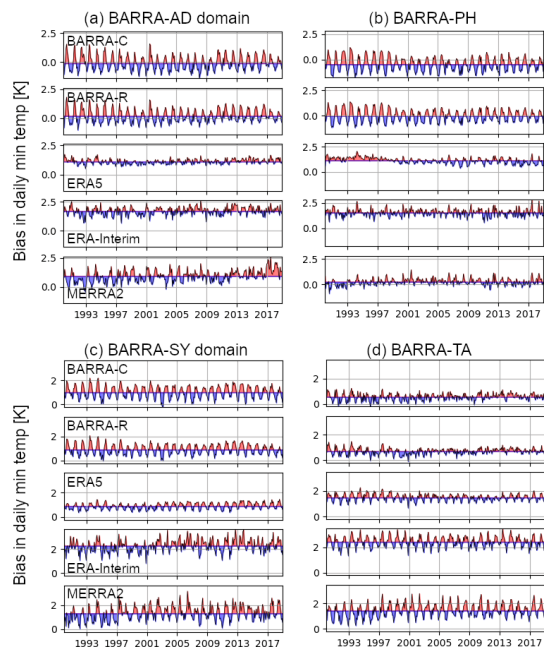 (a) BARRA-AD domain
(b) BARRA-PH
Bias in daily min temp [K]
BARRA-C
2.5
0.0
2.5
0.0
BARRA-R
2.5
0.0
2.5
0.0
ERA5
2.5
0.0
2.5
0.0
ERA-Interim
2.5
0.0
2.5
0.0
MERRA2
2.5
0.0
2.5
0.0
1993 1997 2001 2005 2009 2013 2017
1993 1997 2001 2005 2009 2013 2017
(c) BARRA-SY domain
(d) BARRA-TA
Bias in daily min temp [K]
BARRA-C
2
0
2
0
BARRA-R
2
0
2
0
ERA5
2
0
2
0
ERA-Interim
2
0
2
0
MERRA2
2
0
2
0
1993 1997 2001 2005 2009 2013 2017
1993 1997 2001 2005 2009 2013 2017